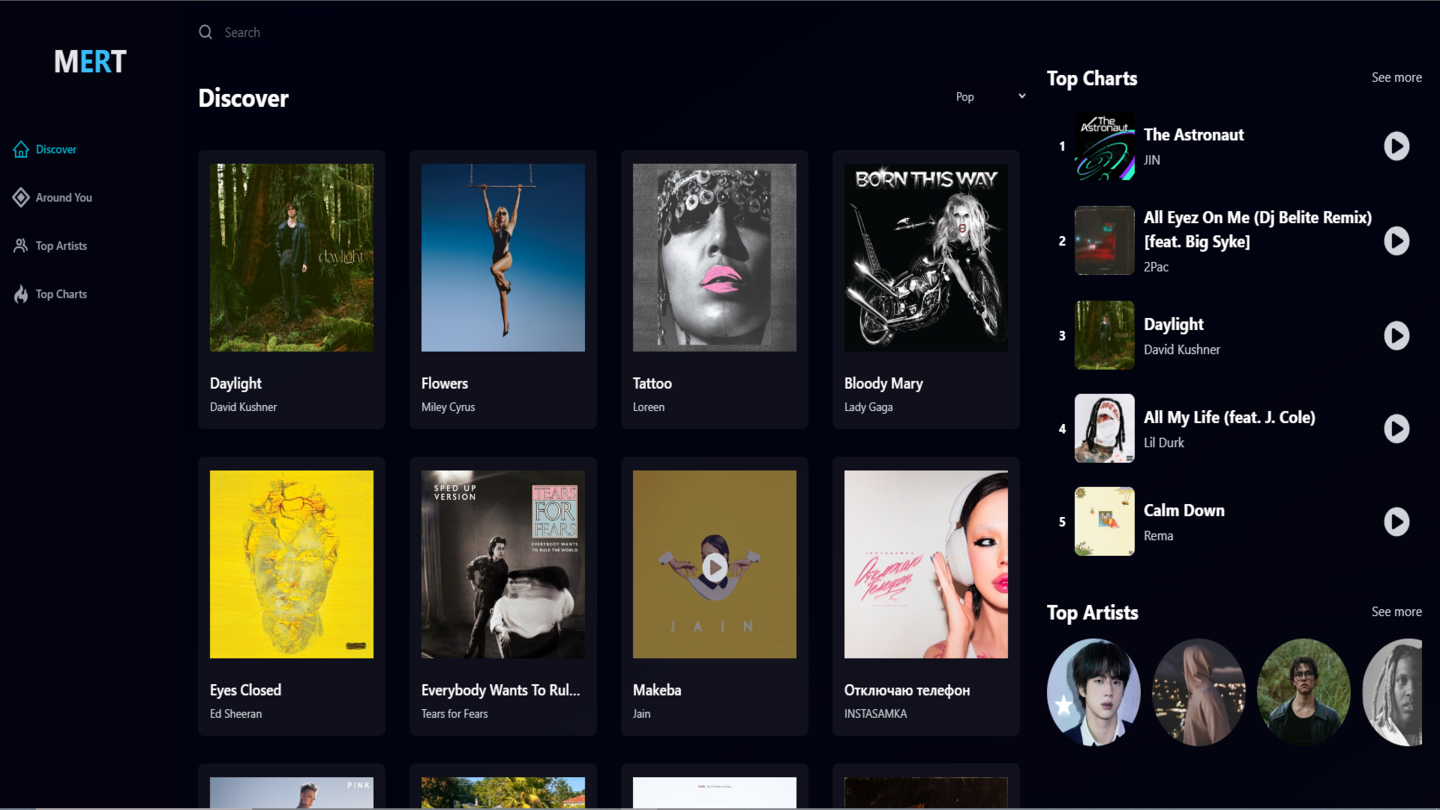 MERT
Discover
Around You
Top Artists
Top Charts
Search
Discover
Pop
daylight
Daylight
David Kushner
Flowers
Miley Cyrus
Tattoo
Loreen
BORN THIS WAY
Bloody Mary
Lady Gaga
Eyes Closed
Ed Sheeran
SPED UP
VERSION
TEARS
FOR
FEARS
EVERYBODY WANTS
TO RULE THE WORLD
Everybody Wants To Rul...
Tears for Fears
JAIN
Makeba
Jain
Отключаю Телефон
Отключаю телефон
INSTASAMKA
P!NK
Top Charts
See more
1
The
Astronaut
The Astronaut
JIN
2
All Eyez On Me (Dj Belite Remix)
[feat. Big Syke]
2Pac
3
Daylight
David Kushner
4
All My Life (feat. J. Cole)
Lil Durk
5
Calm Down
Rema
Top Artists
See more